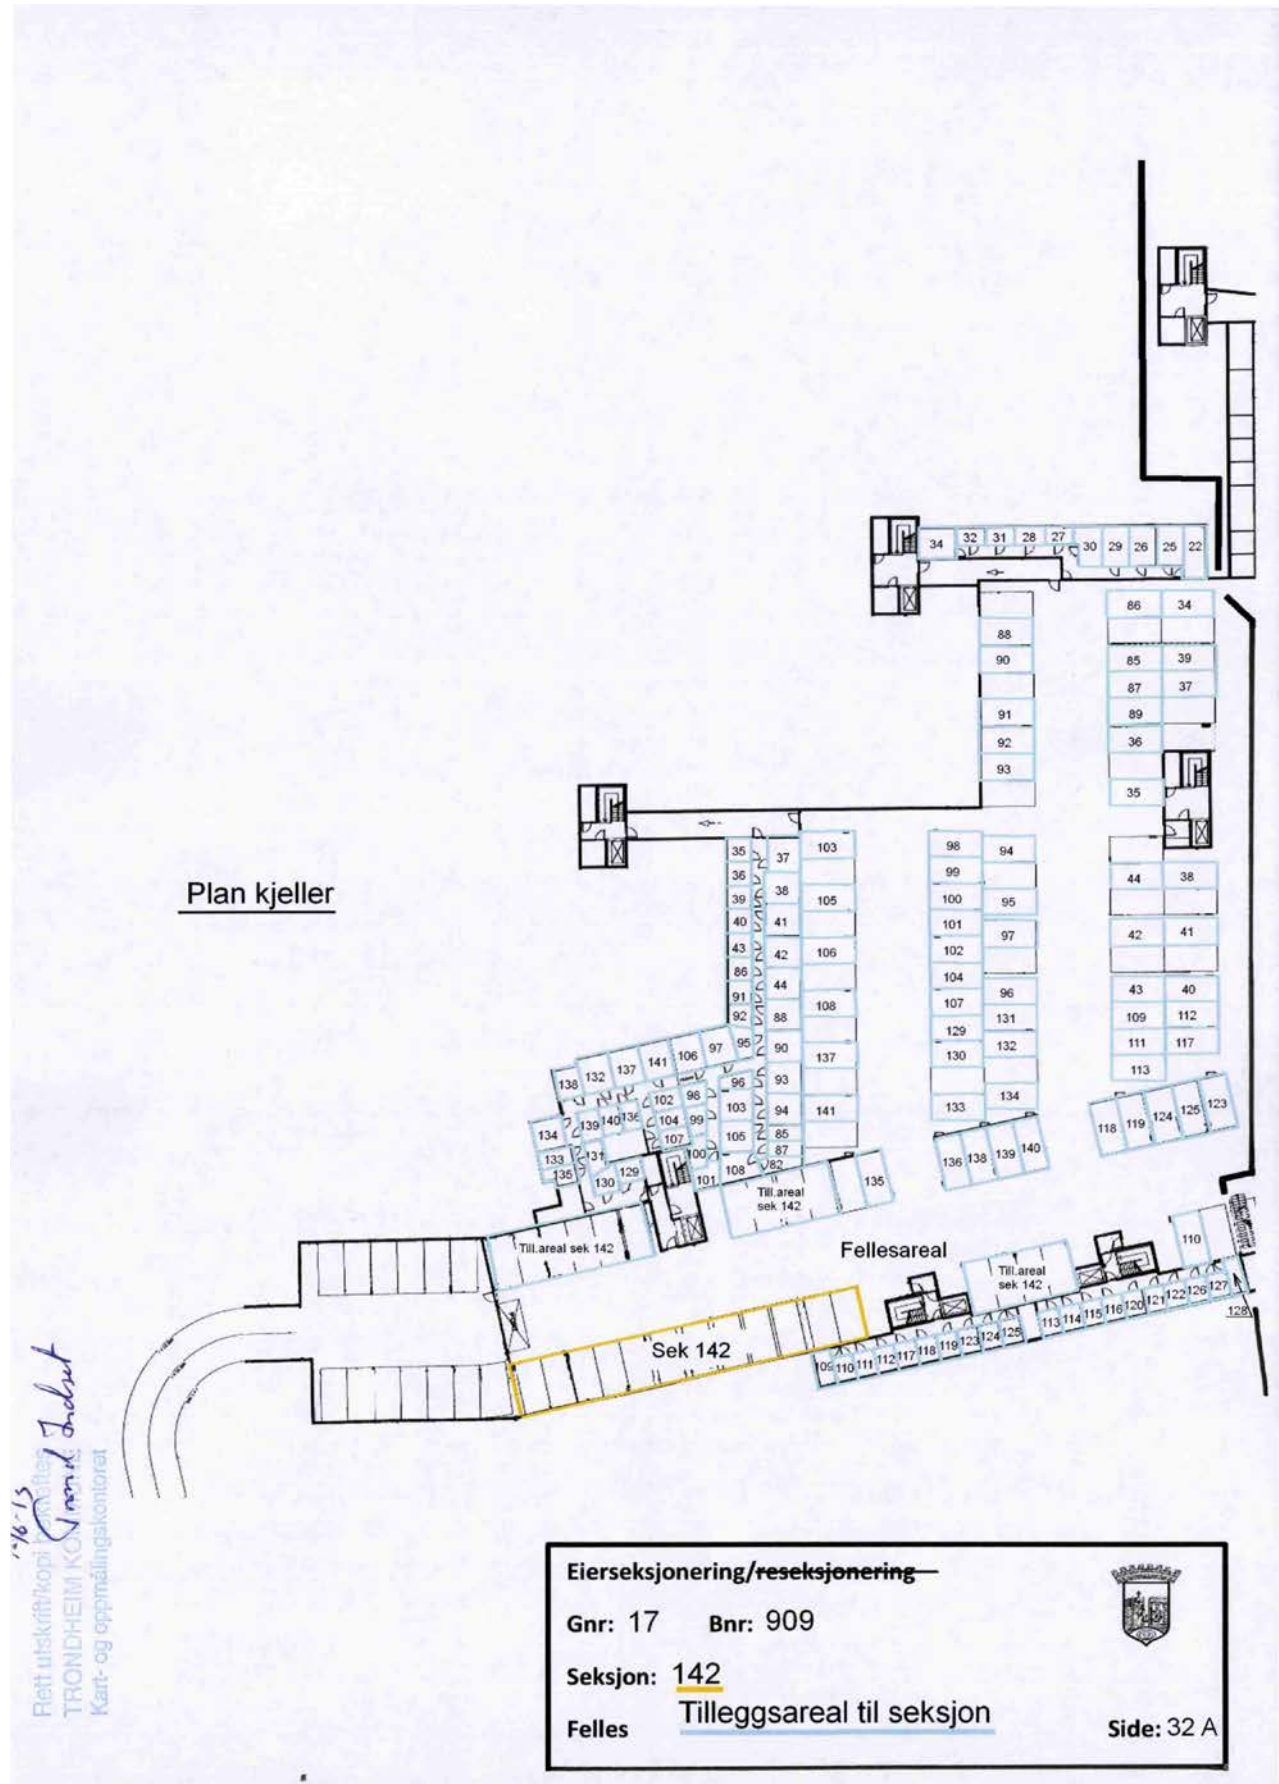 34 32 31 28 27 30 29 26 25 22
86 34
88
90 85 39
87 37
91 89
92 36
93
35
35 37 103 98 94
36 99 44 38
39 38 105 100 95
40 41 101 97 42 41
43 42 106 102
86 44 104 96 43 40
91 108 107
92 88 131 109 112
95 90 137 129 132 111 117
138 132 137 141 106 97 130 113
93
96
102 98 103 94 141 133 134
139 140 136 104 99 118 119 124 125 123
134 107 105 85
133 131 100 87 136 138 139 140
135 130 129 101 108 82 135
Plan kjeller
Till.areal
sek 142
Till.areal sek 142
Fellesareal
110
Till.areal
sek 142
Sek 142
109 110 111 112 117 118 119 123 124 125 113 114 115 116 120 121 122 126 127
128
Rett utskrift/kopi bekreftes
TRONDHEIM KOMMUNE
Kart- og oppmålingskontoret
Eierseksjonering/reseksjonering
Gnr: 17 Bnr: 909
Seksjon: 142
Tilleggsareal til seksjon
Felles Side: 32 A